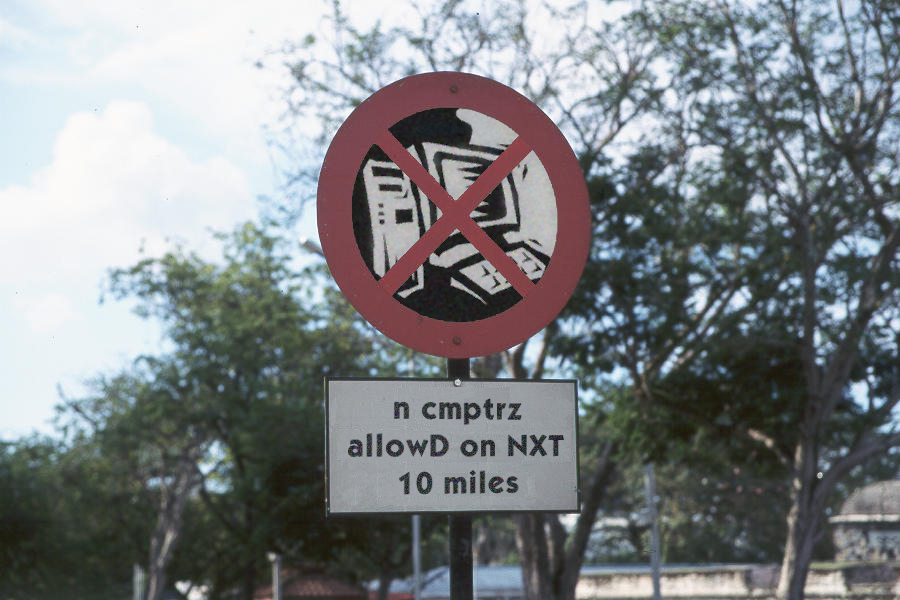 n cmptrz
allowD on NXT
10 miles